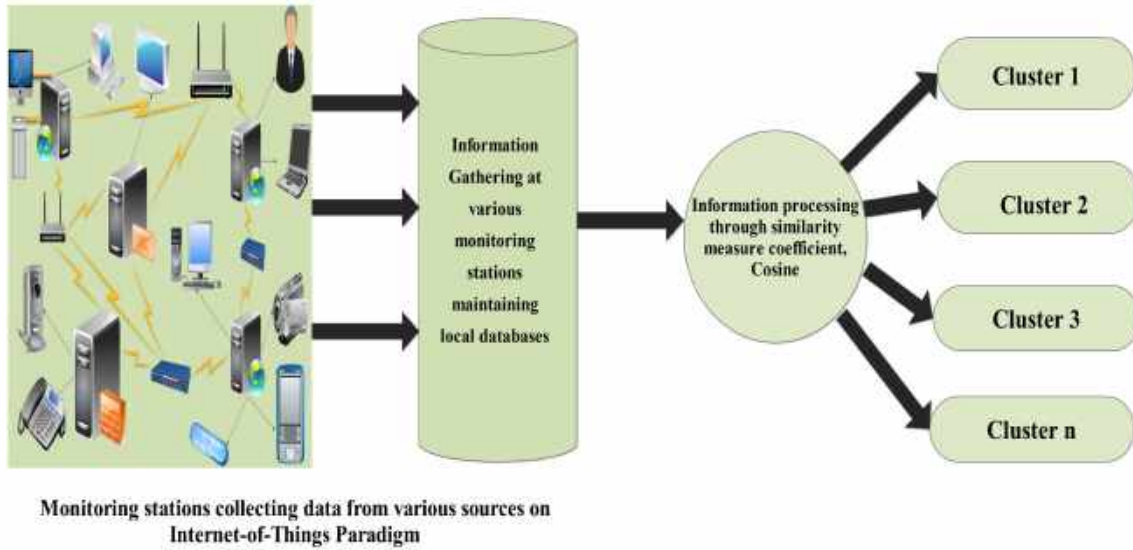 Information
Gathering at
various
monitoring
stations
maintaining
local databases
Information processing
through similarity
measure coefficient,
Cosine
Cluster 1
Cluster 2
Cluster 3
Cluster n
Monitoring stations collecting data from various sources on
Internet-of-Things Paradigm